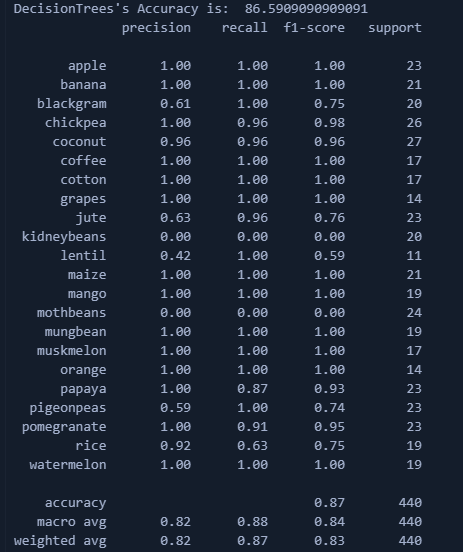 DecisionTrees's Accuracy is:  86.5909090909091
              precision    recall  f1-score   support

       apple       1.00      1.00      1.00        23
      banana       1.00      1.00      1.00        21
   blackgram       0.61      1.00      0.75        20
    chickpea       1.00      0.96      0.98        26
     coconut       0.96      0.96      0.96        27
      coffee       1.00      1.00      1.00        17
      cotton       1.00      1.00      1.00        17
      grapes       1.00      1.00      1.00        14
        jute       0.63      0.96      0.76        23
 kidneybeans       0.00      0.00      0.00        20
      lentil       0.42      1.00      0.59        11
       maize       1.00      1.00      1.00        21
       mango       1.00      1.00      1.00        19
   mothbeans       0.00      0.00      0.00        24
    mungbean       1.00      1.00      1.00        19
   muskmelon       1.00      1.00      1.00        17
      orange       1.00      1.00      1.00        14
      papaya       1.00      0.87      0.93        23
  pigeonpeas       0.59      1.00      0.74        23
 pomegranate       1.00      0.91      0.95        23
        rice       0.92      0.63      0.75        19
  watermelon       1.00      1.00      1.00        19

    accuracy                           0.87       440
   macro avg       0.82      0.88      0.84       440
weighted avg       0.82      0.87      0.83       440